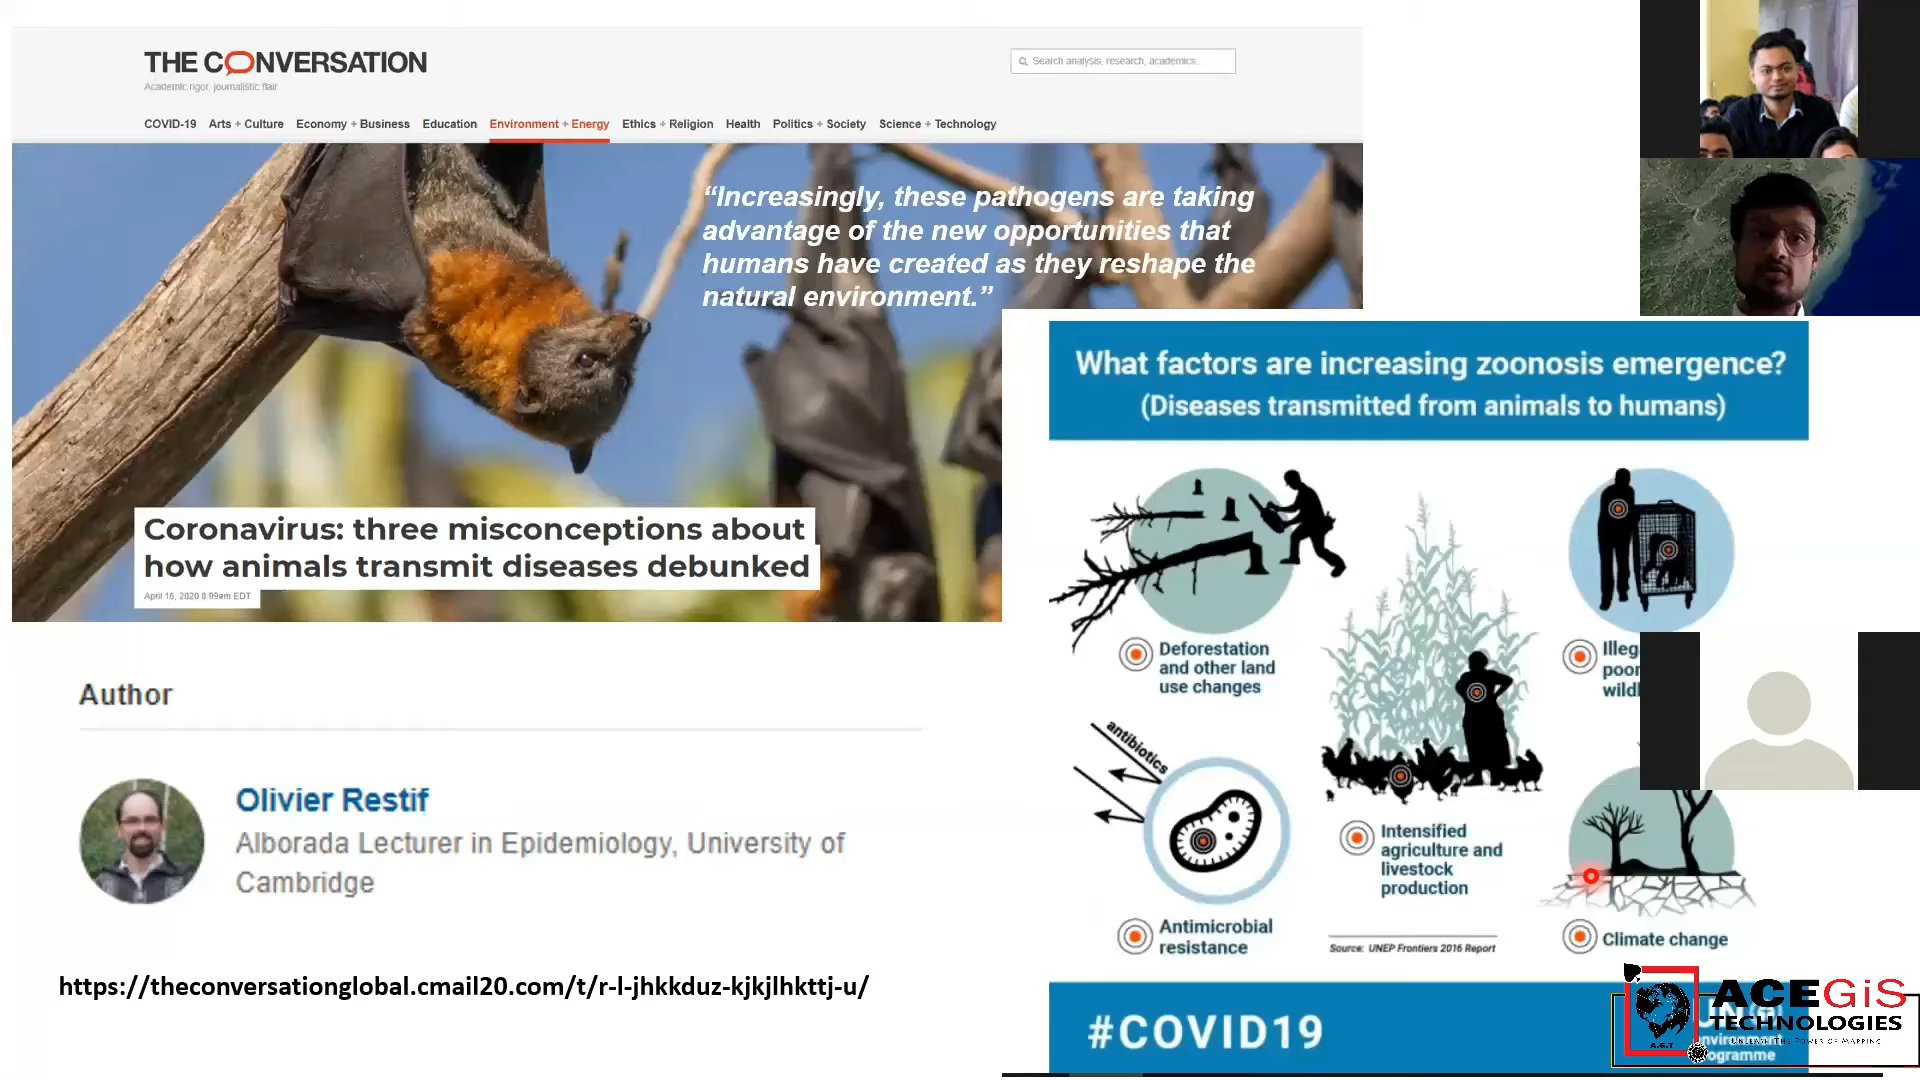 THE CONVERSATION
Academic rigor, journalistic flair
Search analysis, research, academics...
COVID-19 Arts + Culture Economy + Business Education Environment + Energy Ethics + Religion Health Politics + Society Science + Technology
“Increasingly, these pathogens are taking
advantage of the new opportunities that
humans have created as they reshape the
natural environment.”
Coronavirus: three misconceptions about
how animals transmit diseases debunked
April 16, 2020 8.09am EDT
Author
Olivier Restif
Alborada Lecturer in Epidemiology, University of
Cambridge
https://theconversationglobal.cmail20.com/t/r-l-jhkkduz-kjkjlhkttj-u/
What factors are increasing zoonosis emergence?
(Diseases transmitted from animals to humans)
Deforestation
and other land
use changes
antibiotics
Antimicrobial
resistance
Intensified
agriculture and
livestock
production
Source: UNEP Frontiers 2016 Report
Climate change
#COVID19
ACEGiS
TECHNOLOGIES
UNLEASH THE POWER OF MAPPING
A.G.T